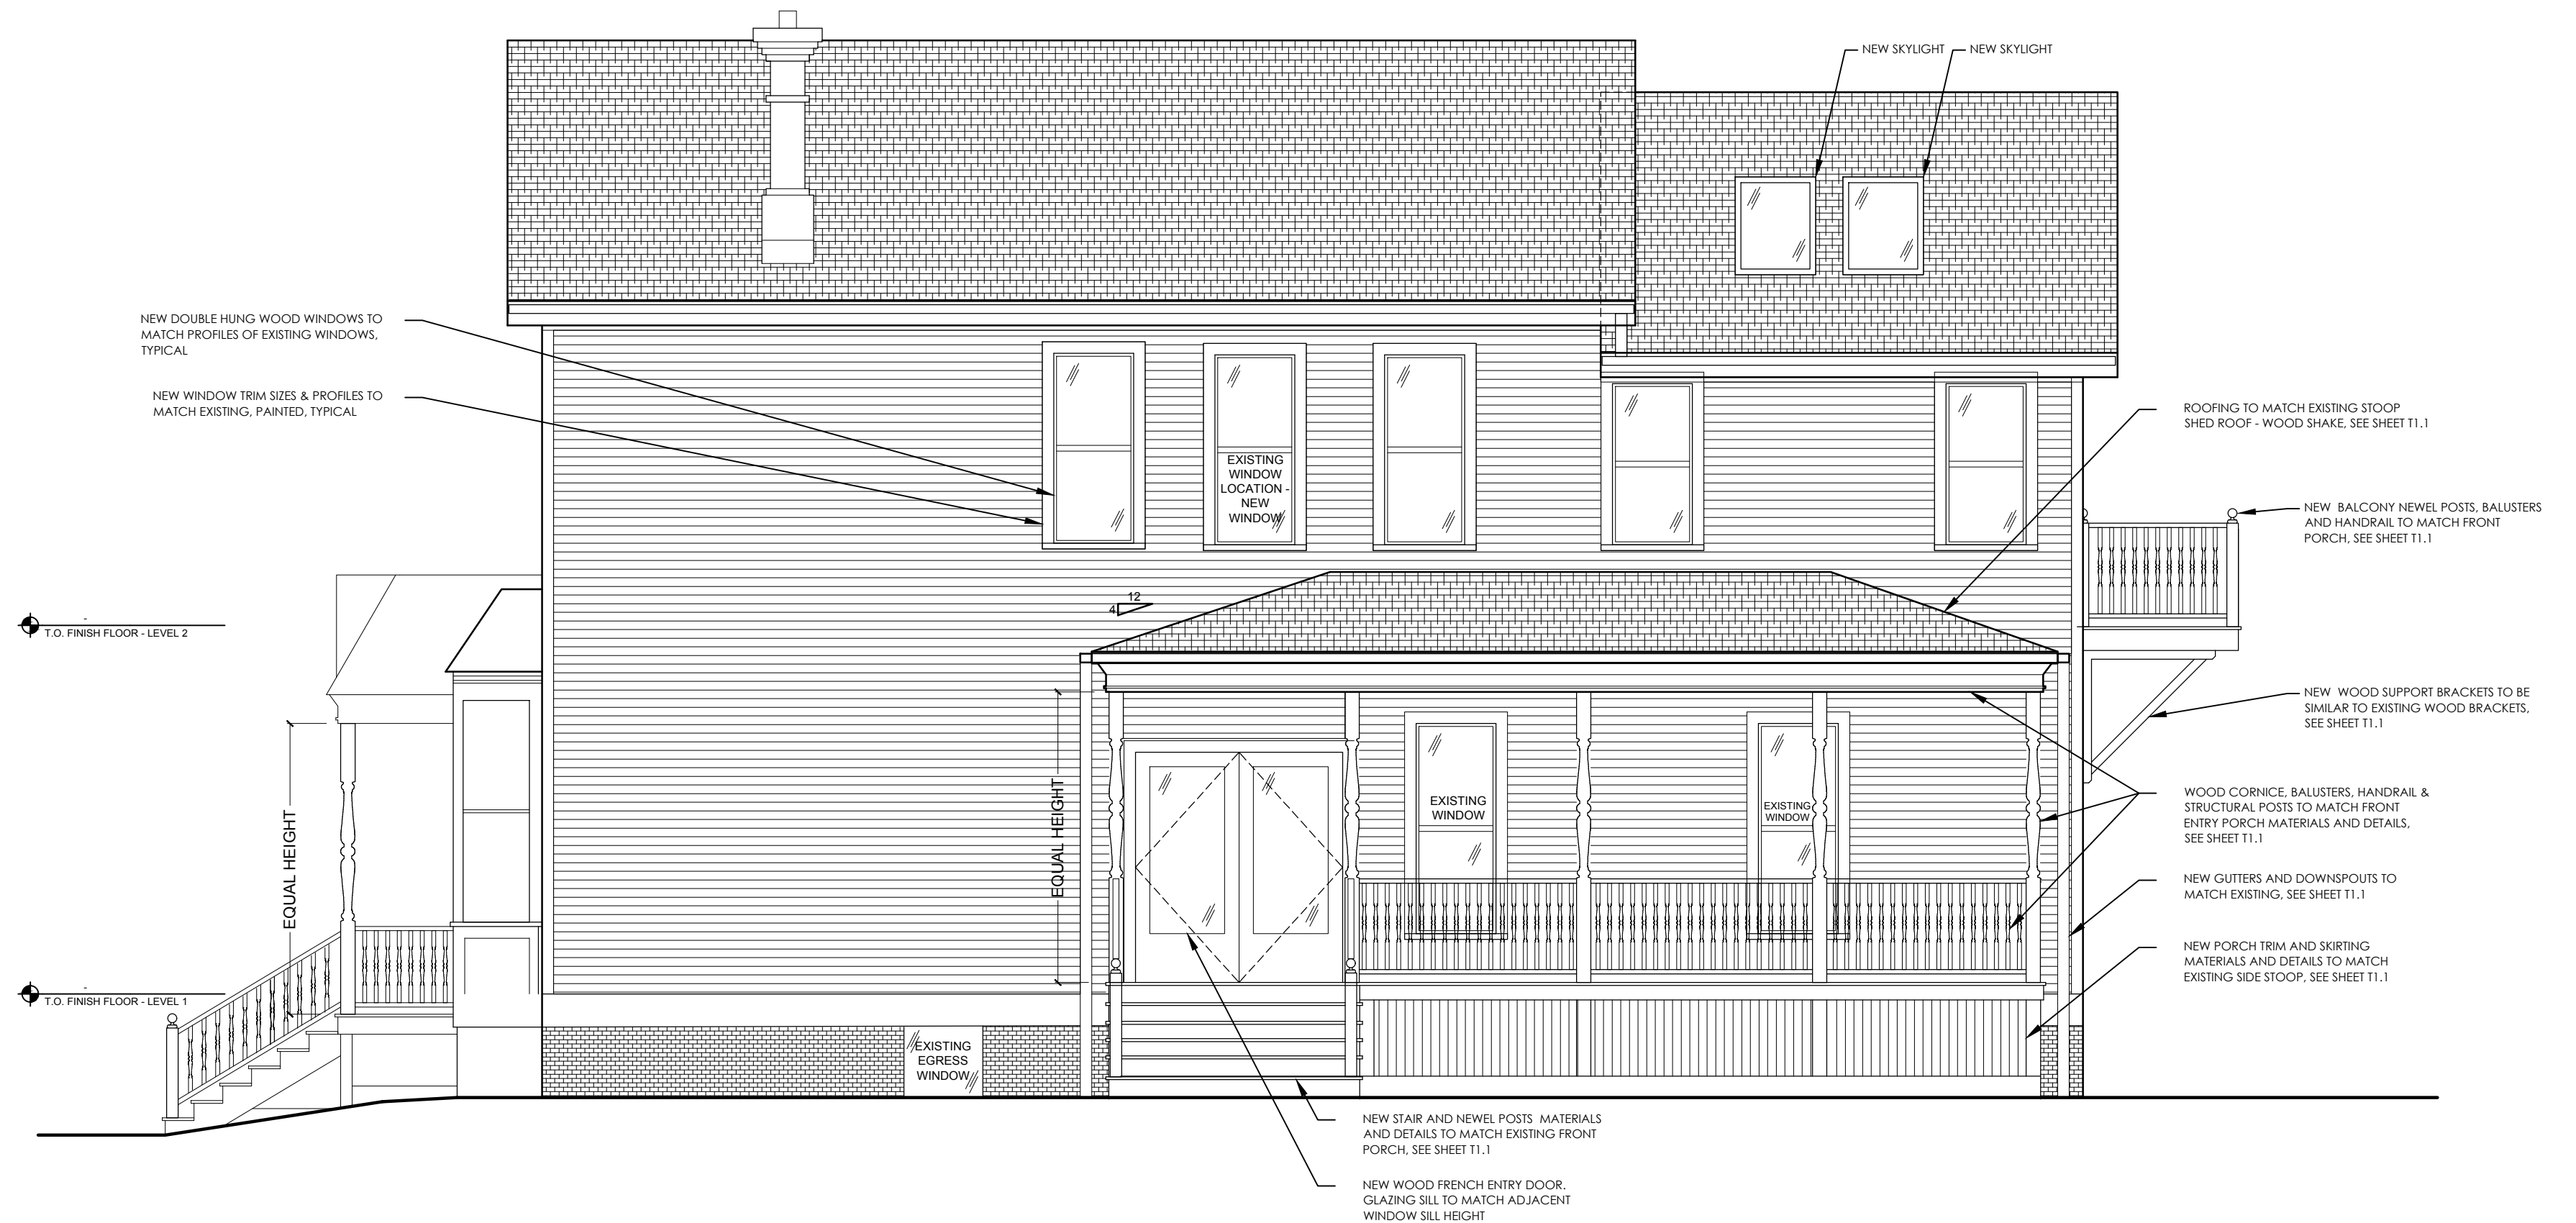 NEW SKYLIGHT
NEW SKYLIGHT
NEW DOUBLE HUNG WOOD WINDOWS TO
MATCH PROFILES OF EXISTING WINDOWS,
TYPICAL
NEW WINDOW TRIM SIZES & PROFILES TO
MATCH EXISTING, PAINTED, TYPICAL
ROOFING TO MATCH EXISTING STOOP
SHED ROOF - WOOD SHAKE, SEE SHEET T1.1
EXISTING
WINDOW
LOCATION -
NEW
WINDOW
NEW BALCONY NEWEL POSTS, BALUSTERS
AND HANDRAIL TO MATCH FRONT
PORCH, SEE SHEET T1.1
12
4
-
T.O. FINISH FLOOR - LEVEL 2
NEW WOOD SUPPORT BRACKETS TO BE
SIMILAR TO EXISTING WOOD BRACKETS,
SEE SHEET T1.1
EQUAL HEIGHT
EQUAL HEIGHT
EXISTING
WINDOW
EXISTING
WINDOW
WOOD CORNICE, BALUSTERS, HANDRAIL &
STRUCTURAL POSTS TO MATCH FRONT
ENTRY PORCH MATERIALS AND DETAILS,
SEE SHEET T1.1
NEW GUTTERS AND DOWNSPOUTS TO
MATCH EXISTING, SEE SHEET T1.1
NEW PORCH TRIM AND SKIRTING
MATERIALS AND DETAILS TO MATCH
EXISTING SIDE STOOP, SEE SHEET T1.1
-
T.O. FINISH FLOOR - LEVEL 1
EXISTING
EGRESS
WINDOW
NEW STAIR AND NEWEL POSTS MATERIALS
AND DETAILS TO MATCH EXISTING FRONT
PORCH, SEE SHEET T1.1
NEW WOOD FRENCH ENTRY DOOR.
GLAZING SILL TO MATCH ADJACENT
WINDOW SILL HEIGHT